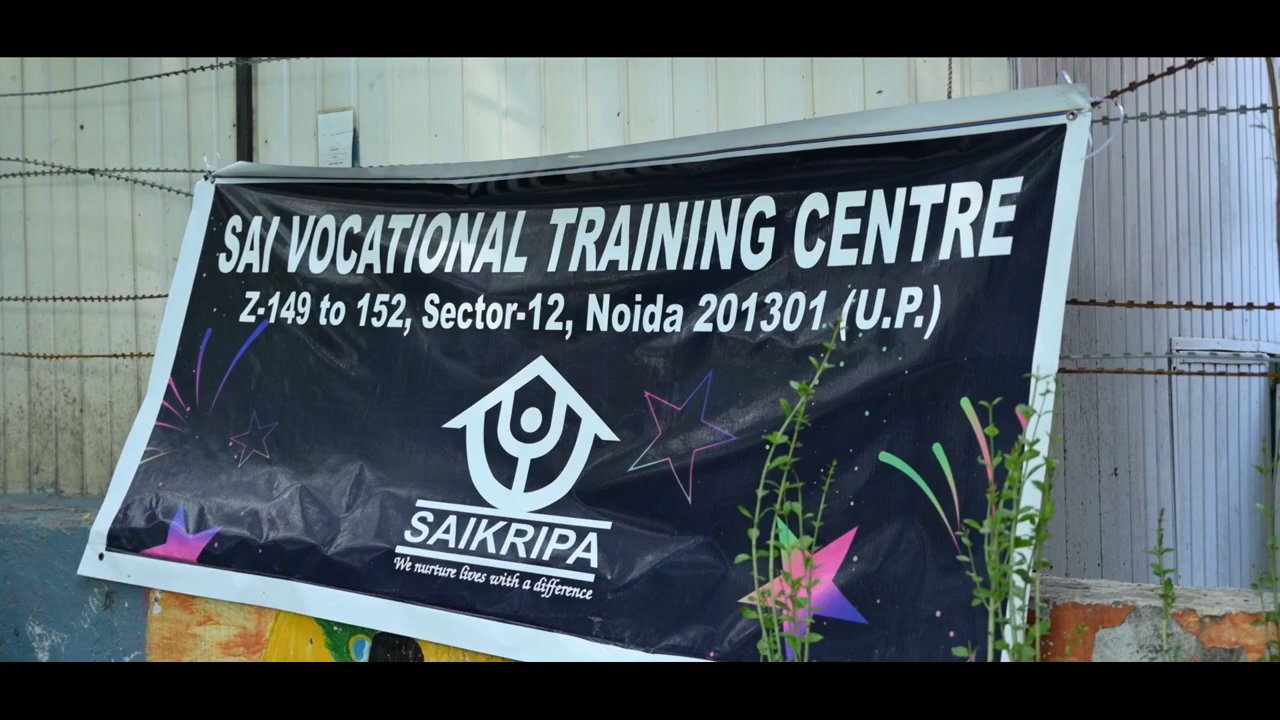 SAI VOCATIONAL TRAINING CENTRE
Z-149 to 152, Sector-12, Noida 201301 (U.P.)
SAIKRIPA
We nurture lives with a difference